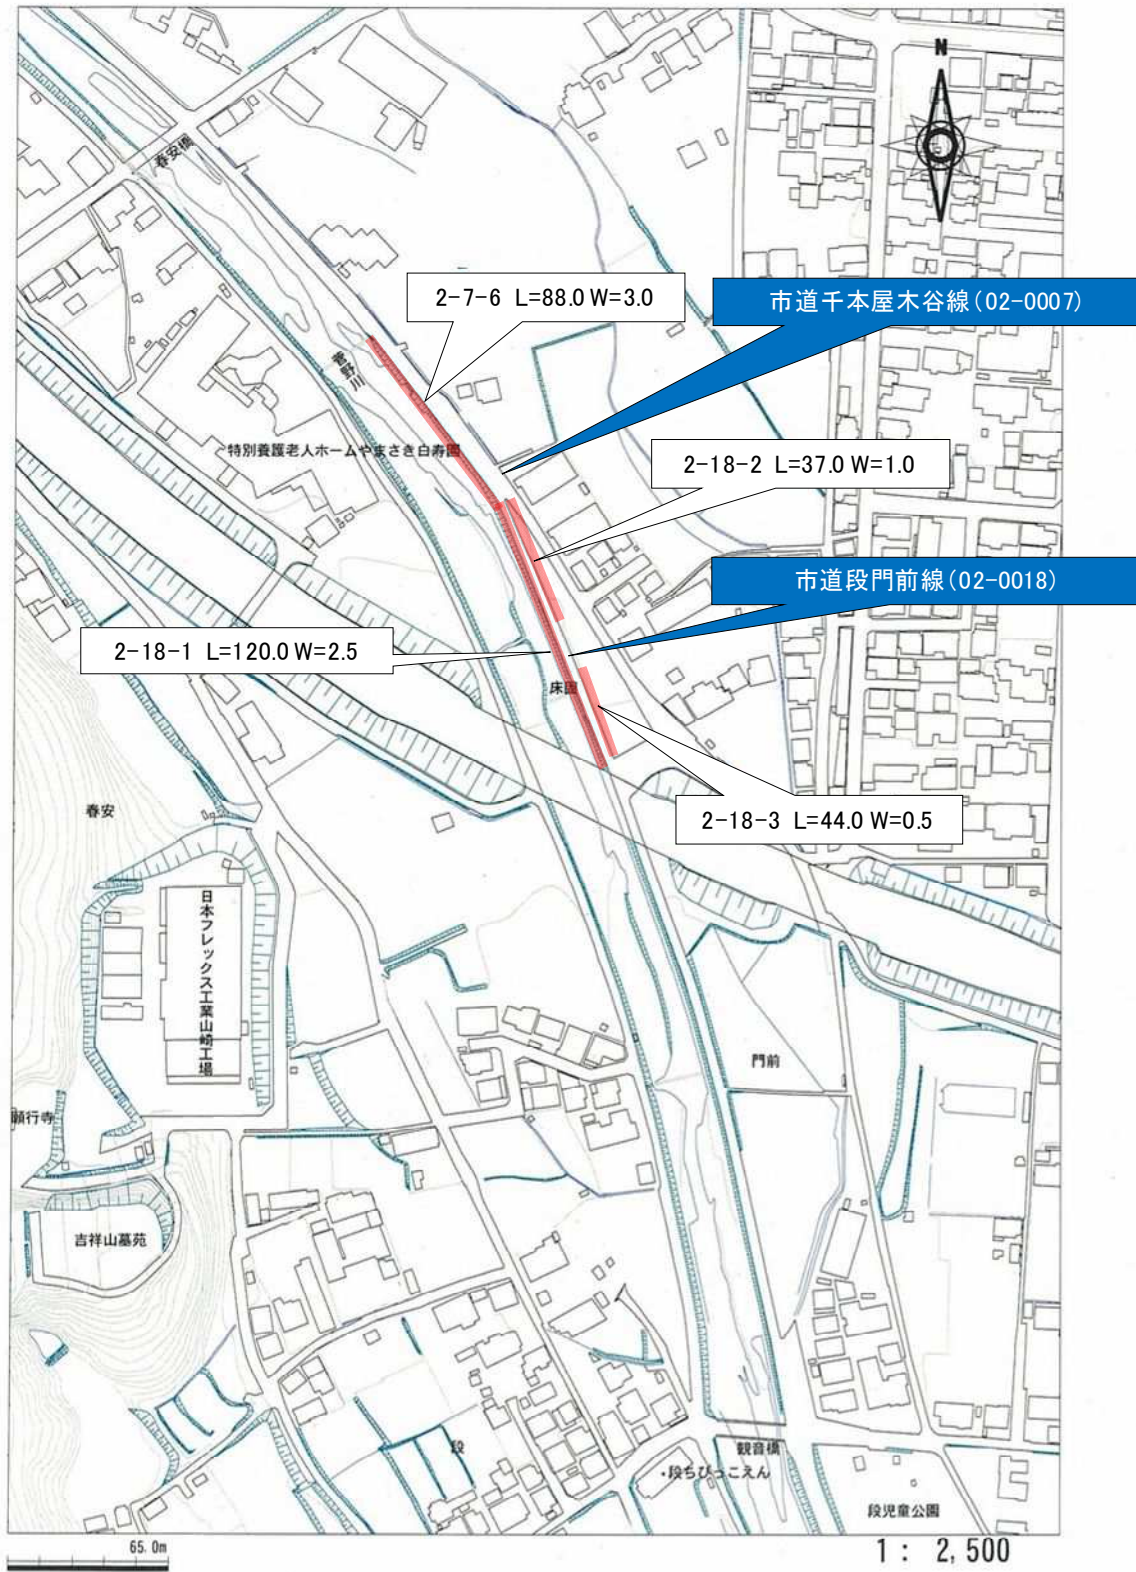 N
春安橋
2-7-6 L=88.0 W=3.0
市道千本屋木谷線(02-0007)
菅野川
特別養護老人ホームやまさき白寿園
2-18-2 L=37.0 W=1.0
市道段門前線(02-0018)
2-18-1 L=120.0 W=2.5
床固
2-18-3 L=44.0 W=0.5
春安
日本フレックス工業山崎工場
門前
願行寺
吉祥山墓苑
段
観音橋
・段ちびっこえん
段児童公園
65.0m
1: 2,500